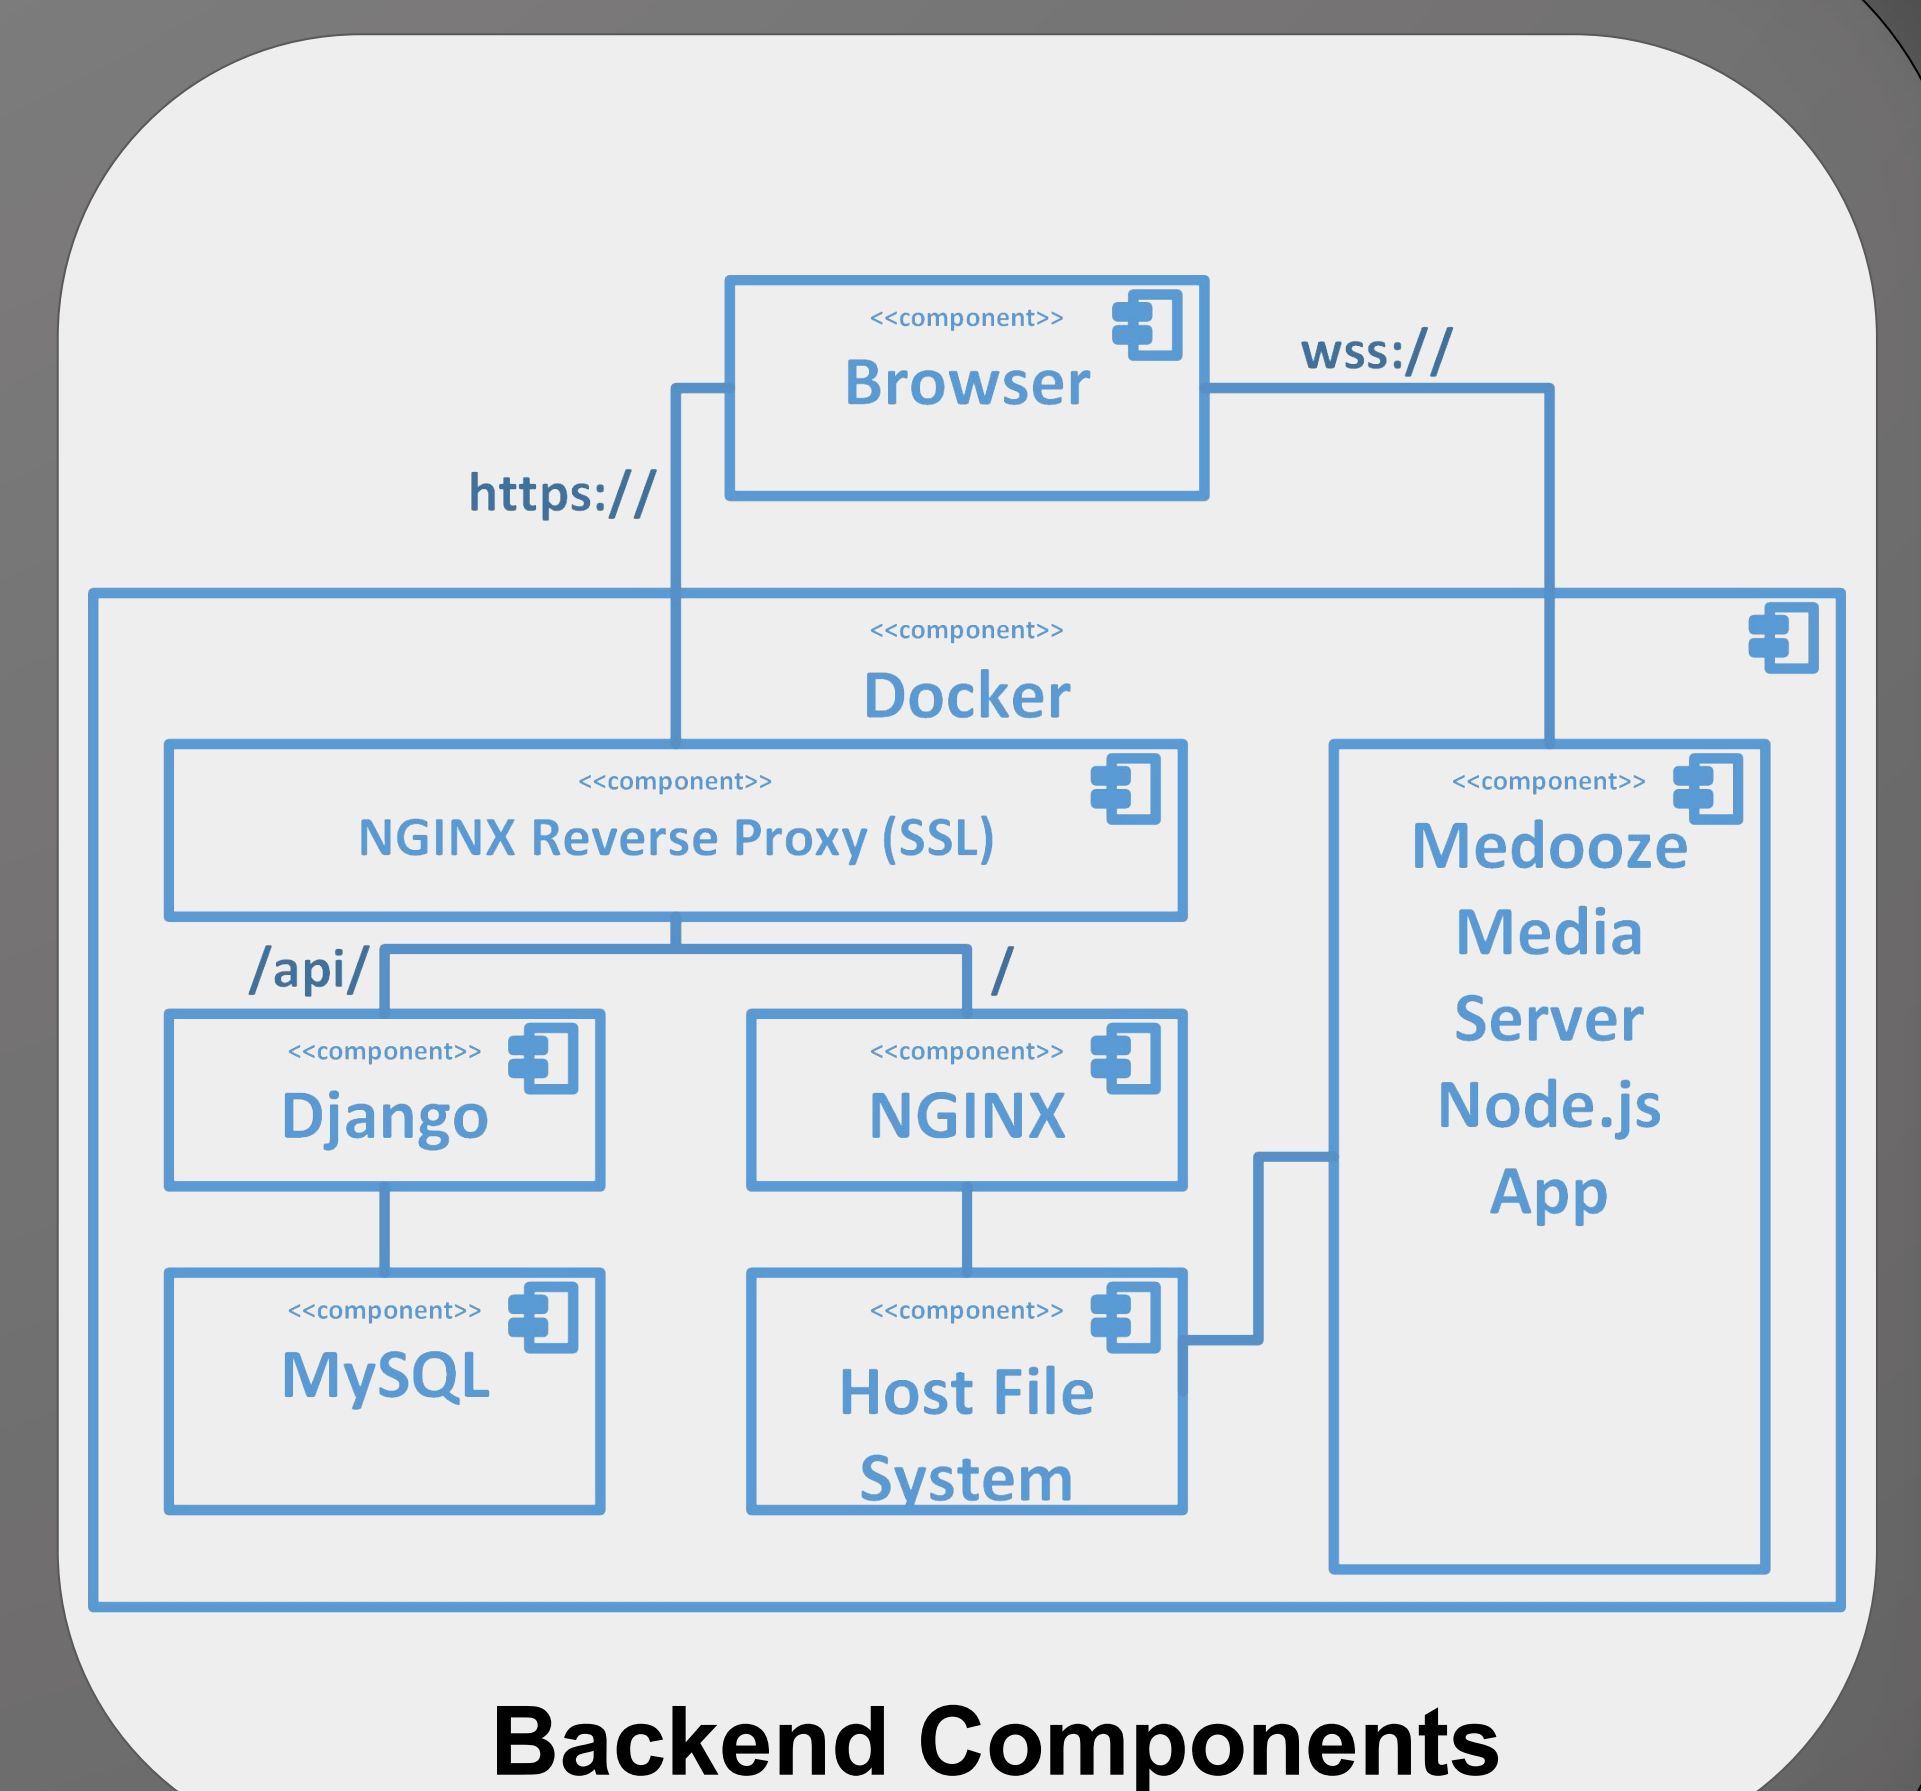 <<component>>
Browser
wss://
https://
<<component>>
Docker
<<component>>
NGINX Reverse Proxy (SSL)
<<component>>
Medooze
Media
Server
Node.js
App
/api/
/
<<component>>
Django
<<component>>
NGINX
<<component>>
MySQL
<<component>>
Host File
System
Backend Components